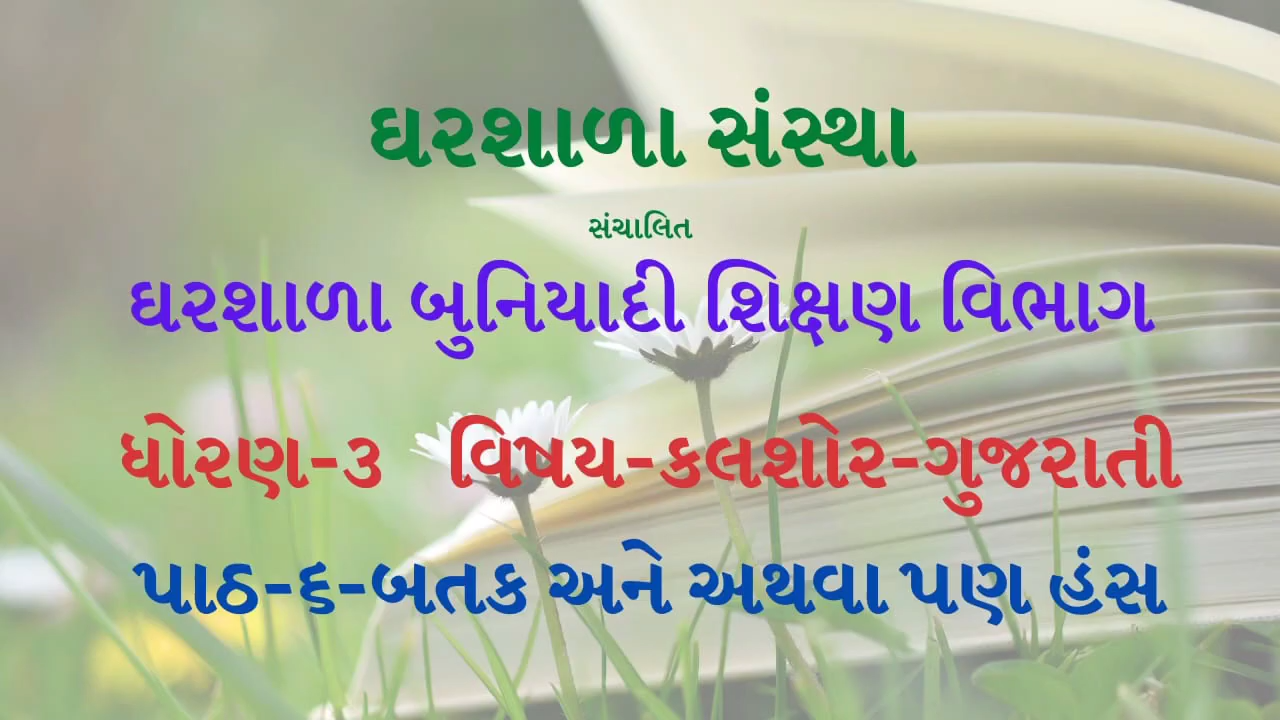 ઘરશાળા સંસ્થા
સંચાલિત
ઘરશાળા બુનિયાદી શિક્ષણ વિભાગ
ધોરણ-૩ વિષય-કલશોર-ગુજરાતી
પાઠ-૬-બતક અને અથવા પણ હંસ